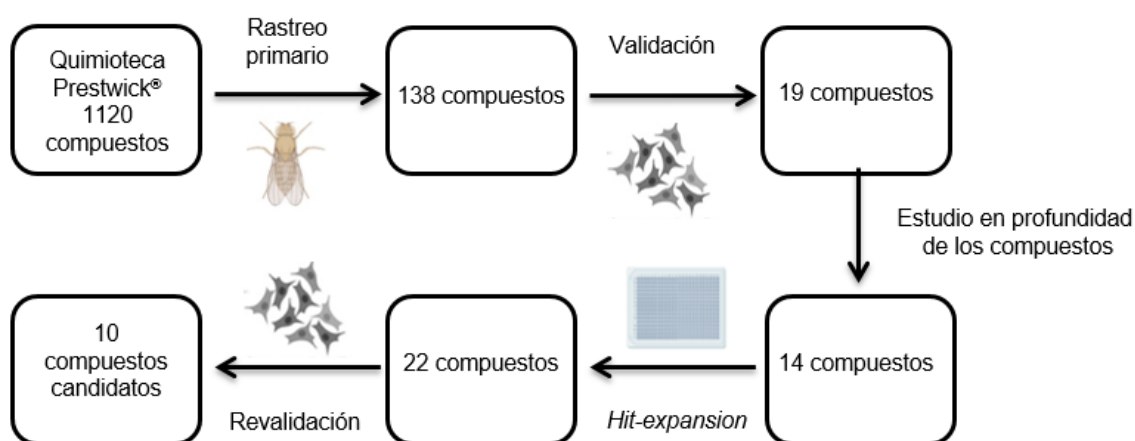 Quimioteca
Prestwick®
1120
compuestos
Rastreo
primario
138 compuestos
Validación
19 compuestos
Estudio en profundidad
de los compuestos
14 compuestos
Hit-expansion
22 compuestos
Revalidación
10
compuestos
candidatos